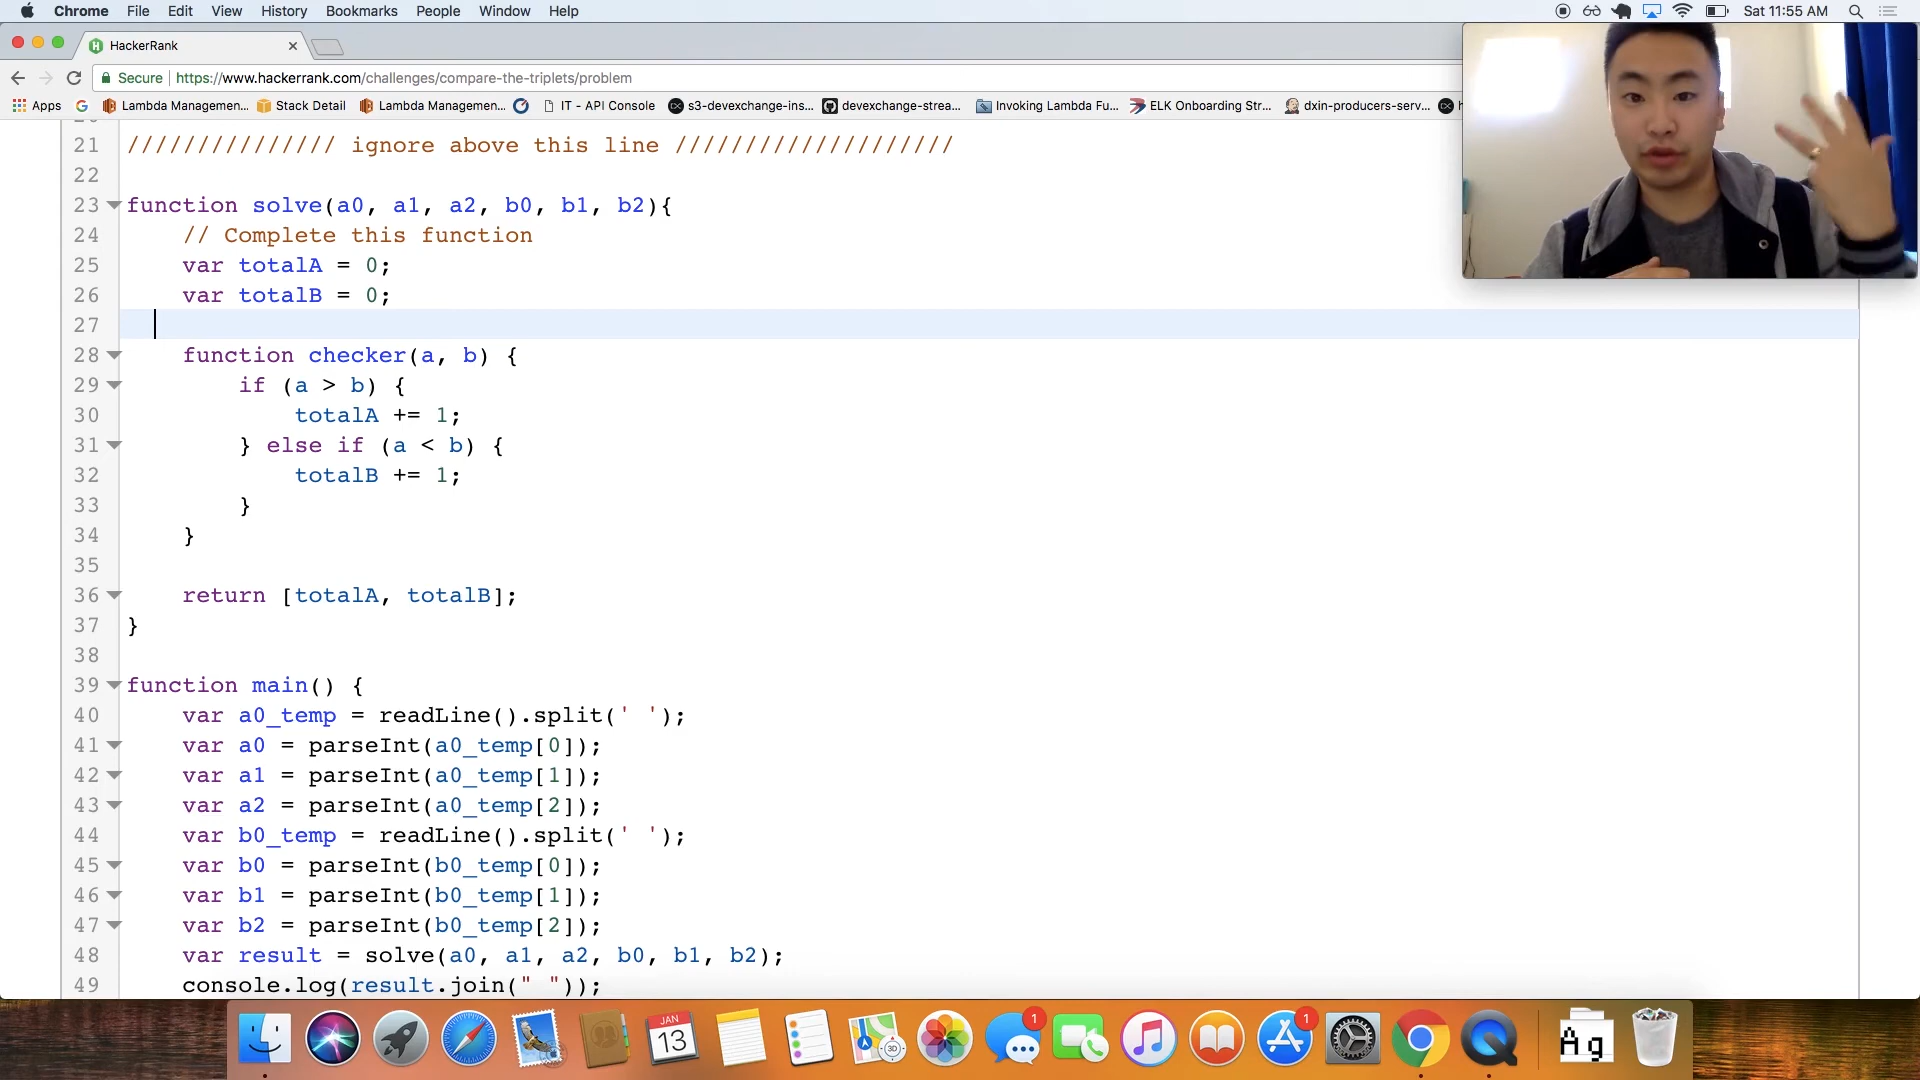 Chrome File Edit View History Bookmarks People Window Help Sat 11:55 AM
HackerRank
Secure https://www.hackerrank.com/challenges/compare-the-triplets/problem
Apps Lambda Managemen... Stack Detail Lambda Managemen... IT - API Console s3-devexchange-ins... devexchange-strea... Invoking Lambda Fu... ELK Onboarding Str... dxin-producers-serv...
21 /////////////// ignore above this line ////////////////////
22
23 function solve(a0, a1, a2, b0, b1, b2){
24 // Complete this function
25 var totalA = 0;
26 var totalB = 0;
27
28 function checker(a, b) {
29 if (a > b) {
30 totalA += 1;
31 } else if (a < b) {
32 totalB += 1;
33 }
34 }
35
36 return [totalA, totalB];
37 }
38
39 function main() {
40 var a0_temp = readLine().split(' ');
41 var a0 = parseInt(a0_temp[0]);
42 var a1 = parseInt(a0_temp[1]);
43 var a2 = parseInt(a0_temp[2]);
44 var b0_temp = readLine().split(' ');
45 var b0 = parseInt(b0_temp[0]);
46 var b1 = parseInt(b0_temp[1]);
47 var b2 = parseInt(b0_temp[2]);
48 var result = solve(a0, a1, a2, b0, b1, b2);
49 console.log(result.join(" "));
JAN
13
3D
1
1
Ag